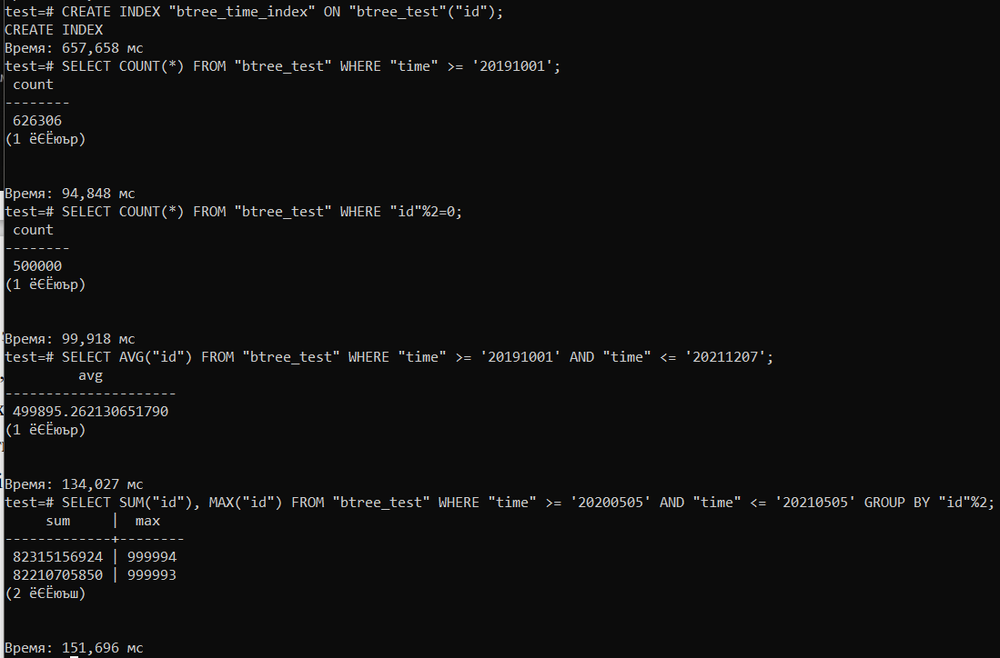 test=# CREATE INDEX "btree_time_index" ON "btree_test"("id");
CREATE INDEX
Время: 657,658 мс
test=# SELECT COUNT(*) FROM "btree_test" WHERE "time" >= '20191001';
count
--------
626306
(1 ёЄЁюър)
Время: 94,848 мс
test=# SELECT COUNT(*) FROM "btree_test" WHERE "id"%2=0;
count
--------
500000
(1 ёЄЁюър)
Время: 99,918 мс
test=# SELECT AVG("id") FROM "btree_test" WHERE "time" >= '20191001' AND "time" <= '20211207';
avg
---------------------
499895.262130651790
(1 ёЄЁюър)
Время: 134,027 мс
test=# SELECT SUM("id"), MAX("id") FROM "btree_test" WHERE "time" >= '20200505' AND "time" <= '20210505' GROUP BY "id"%2;
sum | max
-------------+--------
82315156924 | 999994
82210705850 | 999993
(2 ёЄЁюъш)
Время: 151,696 мс